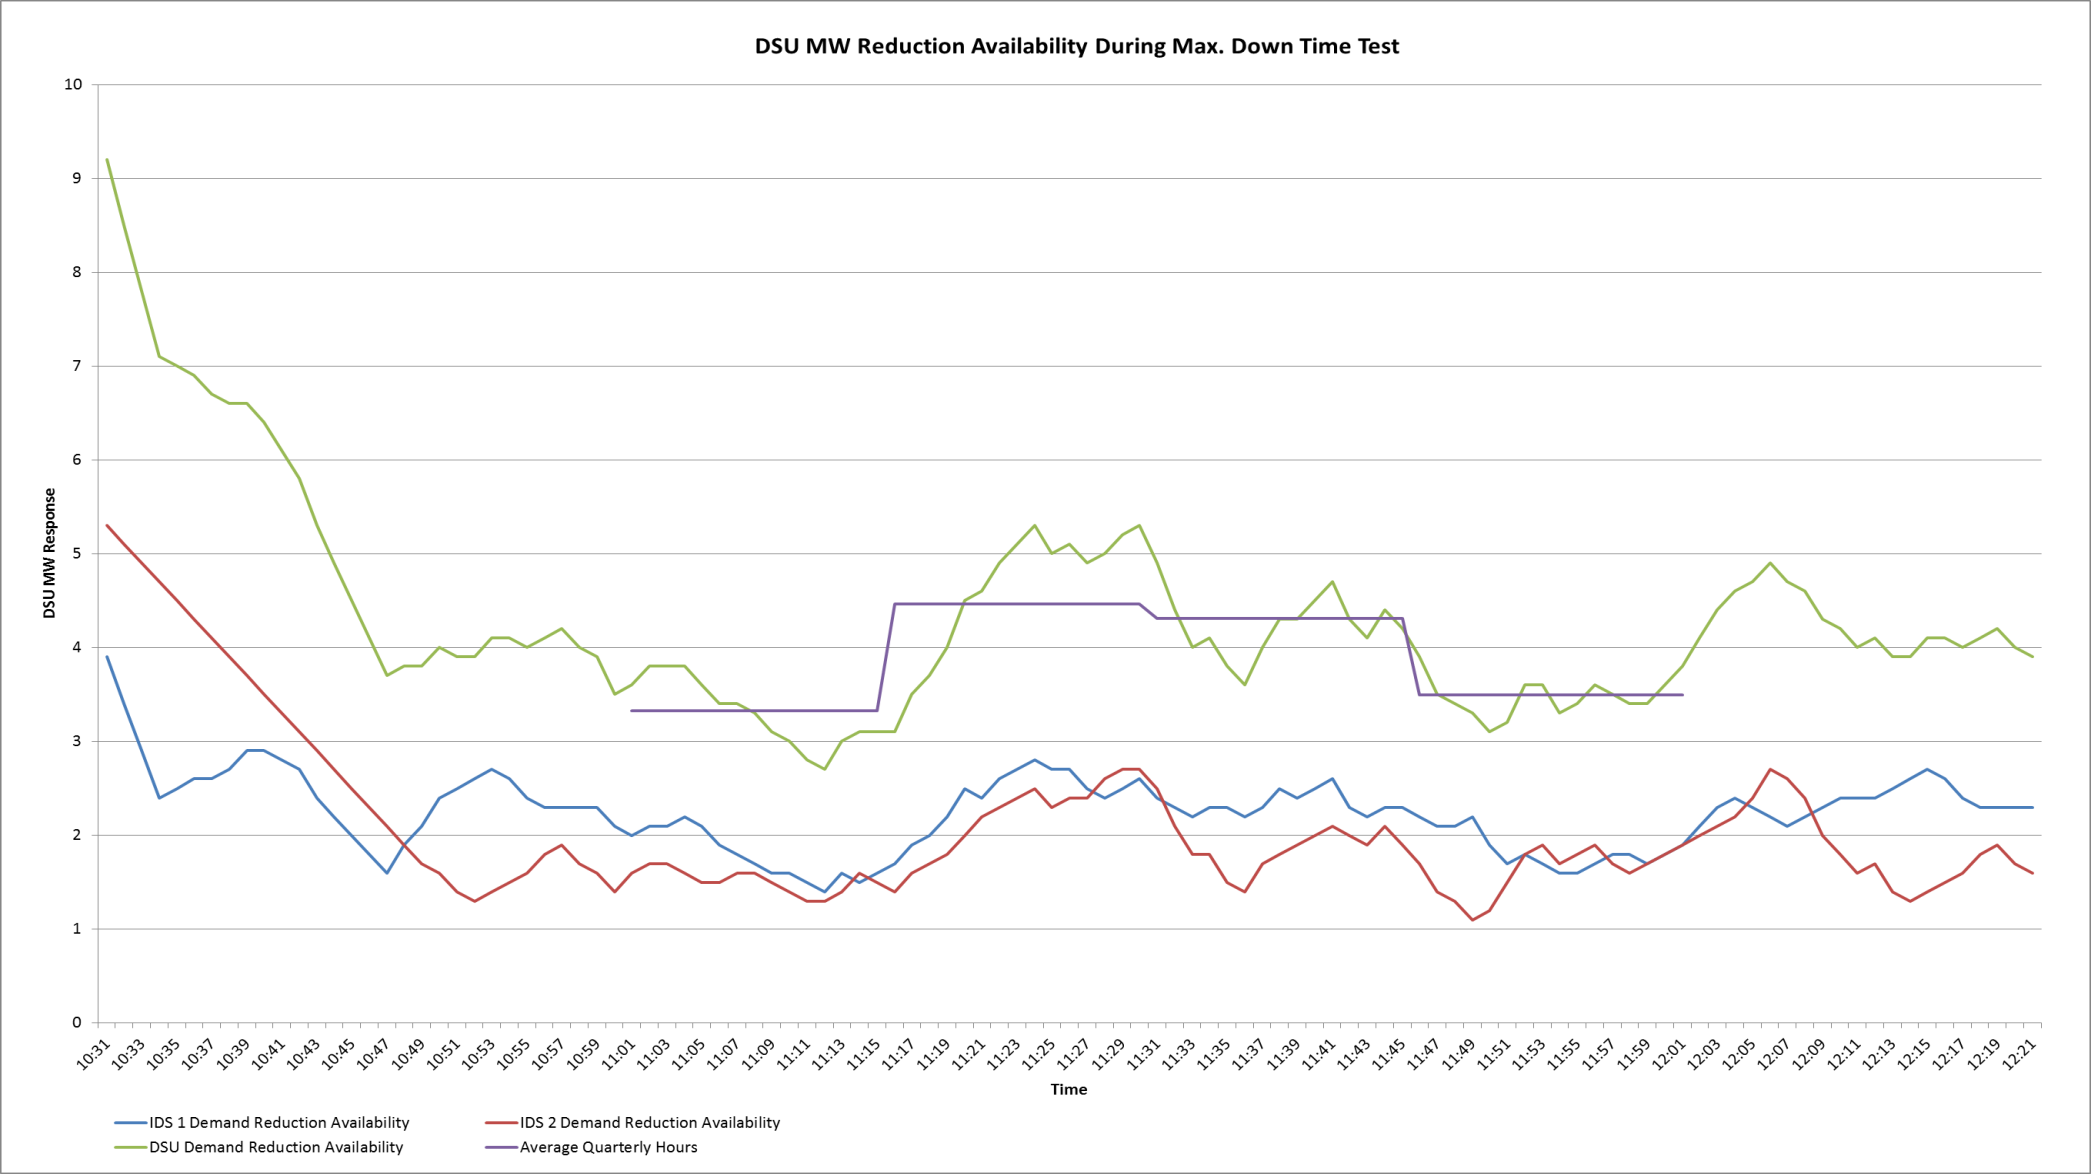 DSU MW Reduction Availability During Max. Down Time Test
10
9
8
7
6
5
4
3
2
1
0
DSU MW Response
10:31 10:33 10:35 10:37 10:39 10:41 10:43 10:45 10:47 10:49 10:51 10:53 10:55 10:57 10:59 11:01 11:03 11:05 11:07 11:09 11:11 11:13 11:15 11:17 11:19 11:21 11:23 11:25 11:27 11:29 11:31 11:33 11:35 11:37 11:39 11:41 11:43 11:45 11:47 11:49 11:51 11:53 11:55 11:57 11:59 12:01 12:03 12:05 12:07 12:09 12:11 12:13 12:15 12:17 12:19 12:21
Time
IDS 1 Demand Reduction Availability IDS 2 Demand Reduction Availability
DSU Demand Reduction Availability Average Quarterly Hours